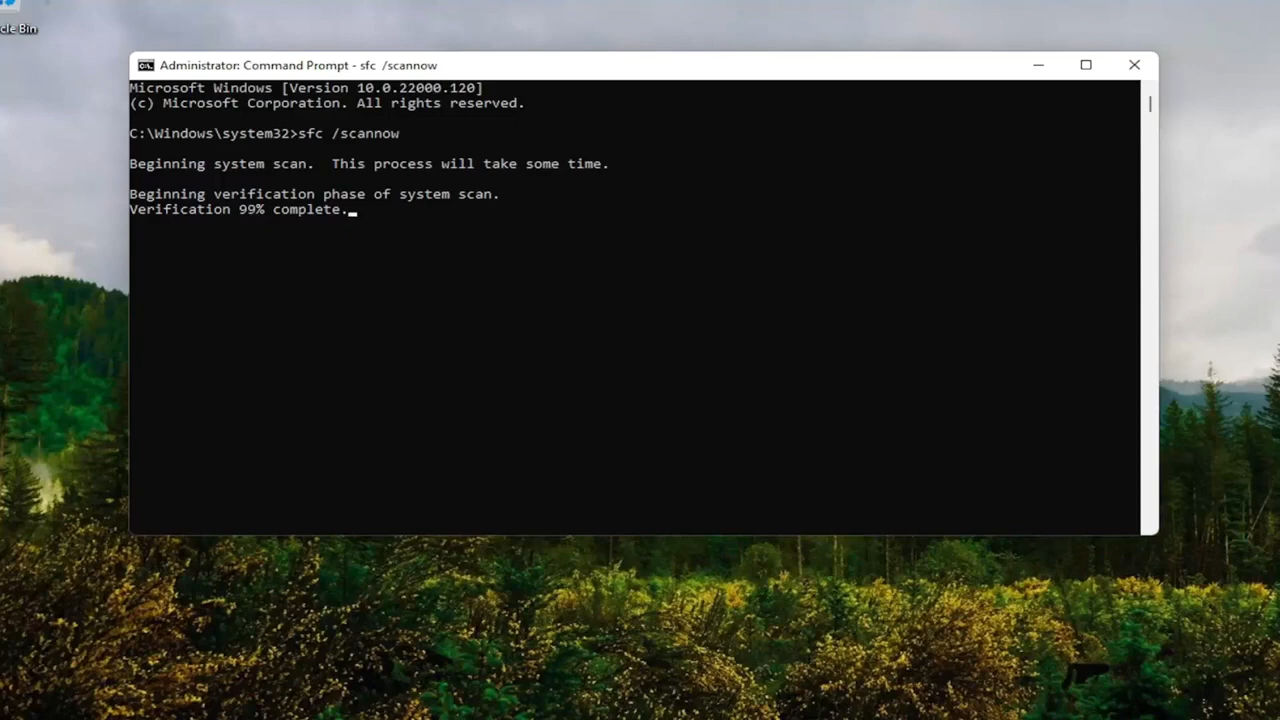 cle Bin
Administrator: Command Prompt - sfc  /scannow
Microsoft Windows [Version 10.0.22000.120]
(c) Microsoft Corporation. All rights reserved.
C:\Windows\system32>sfc /scannow
Beginning system scan.  This process will take some time.
Beginning verification phase of system scan.
Verification 99% complete.